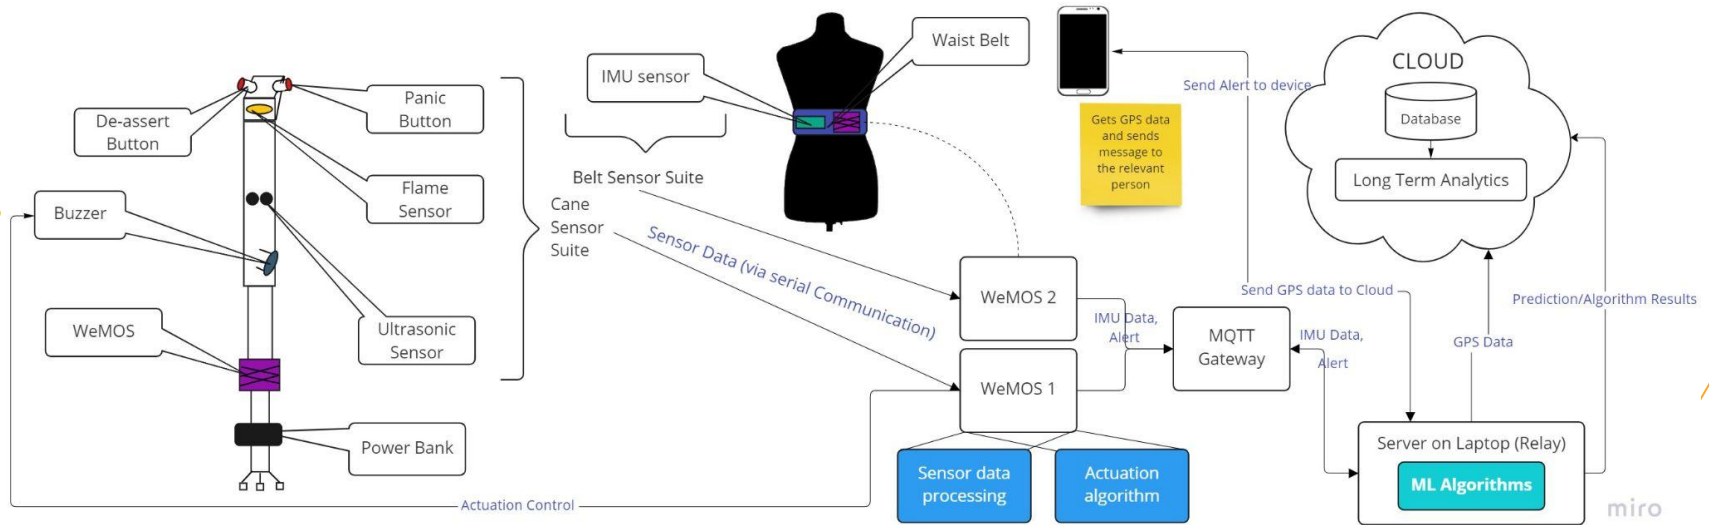 De-assert
Button
Panic
Button
Flame
Sensor
Buzzer
WeMOS
Ultrasonic
Sensor
Power Bank
Cane
Sensor
Suite
IMU sensor
Waist Belt
Belt Sensor Suite
Sensor Data (via serial Communication)
Gets GPS data
and sends
message to
the relevant
person
Send Alert to device
CLOUD
Database
Long Term Analytics
WeMOS 2
WeMOS 1
IMU Data,
Alert
MQTT
Gateway
Send GPS data to Cloud
IMU Data,
Alert
GPS Data
Prediction/Algorithm Results
Server on Laptop (Relay)
ML Algorithms
Sensor data
processing
Actuation
algorithm
Actuation Control
miro